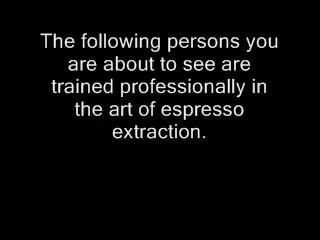 The following persons you
are about to see are
trained professionally in
the art of espresso
extraction.